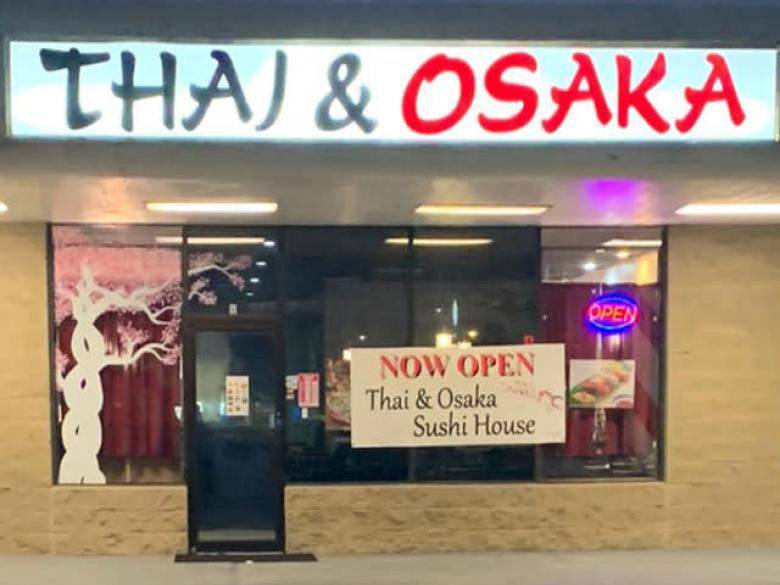 THAI & OSAKA
OPEN
NOW OPEN
Thai & Osaka
Sushi House